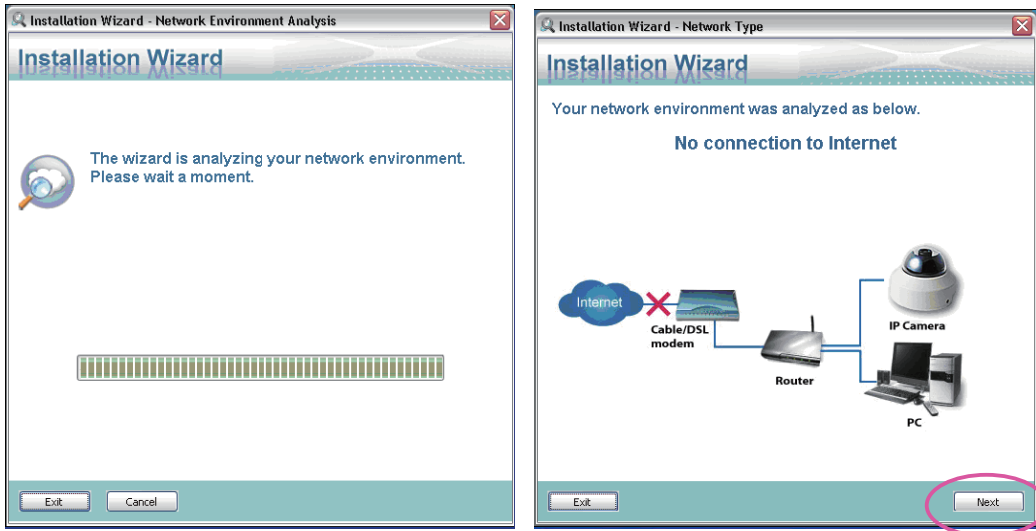 Installation Wizard - Network Environment Analysis
Installation Wizard
The wizard is analyzing your network environment.
Please wait a moment.
Exit
Cancel
Installation Wizard - Network Type
Installation Wizard
Your network environment was analyzed as below.
No connection to Internet
Internet
Cable/DSL
modem
Router
IP Camera
PC
Exit
Next